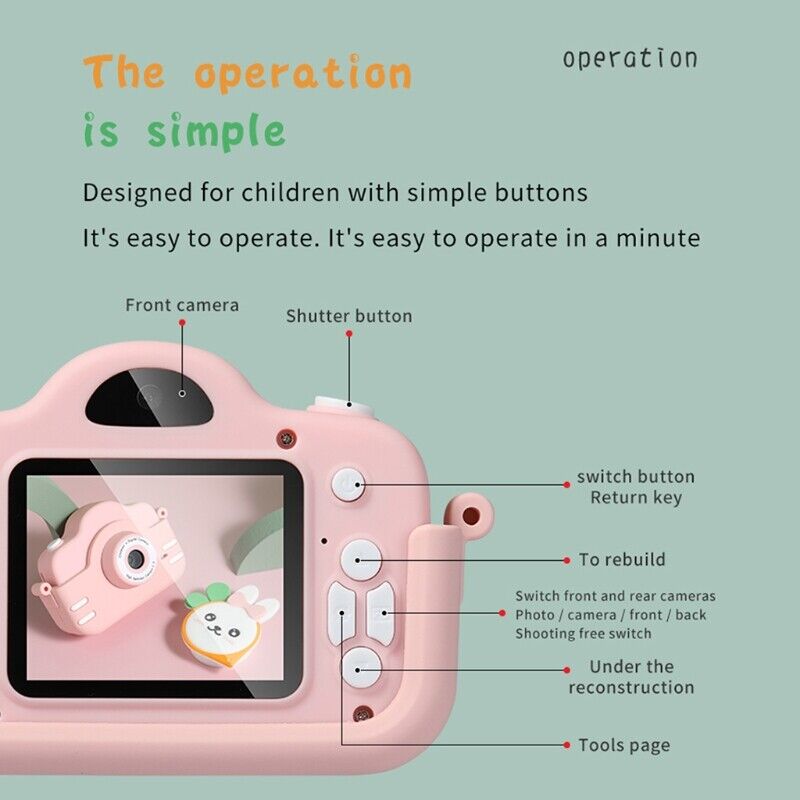 The operation
operation
is simple
Designed for children with simple buttons
It's easy to operate. It's easy to operate in a minute
Front camera
Shutter button
switch button
Return key
To rebuild
Switch front and rear cameras
Photo / camera / front / back
Shooting free switch
Under the
reconstruction
Tools page